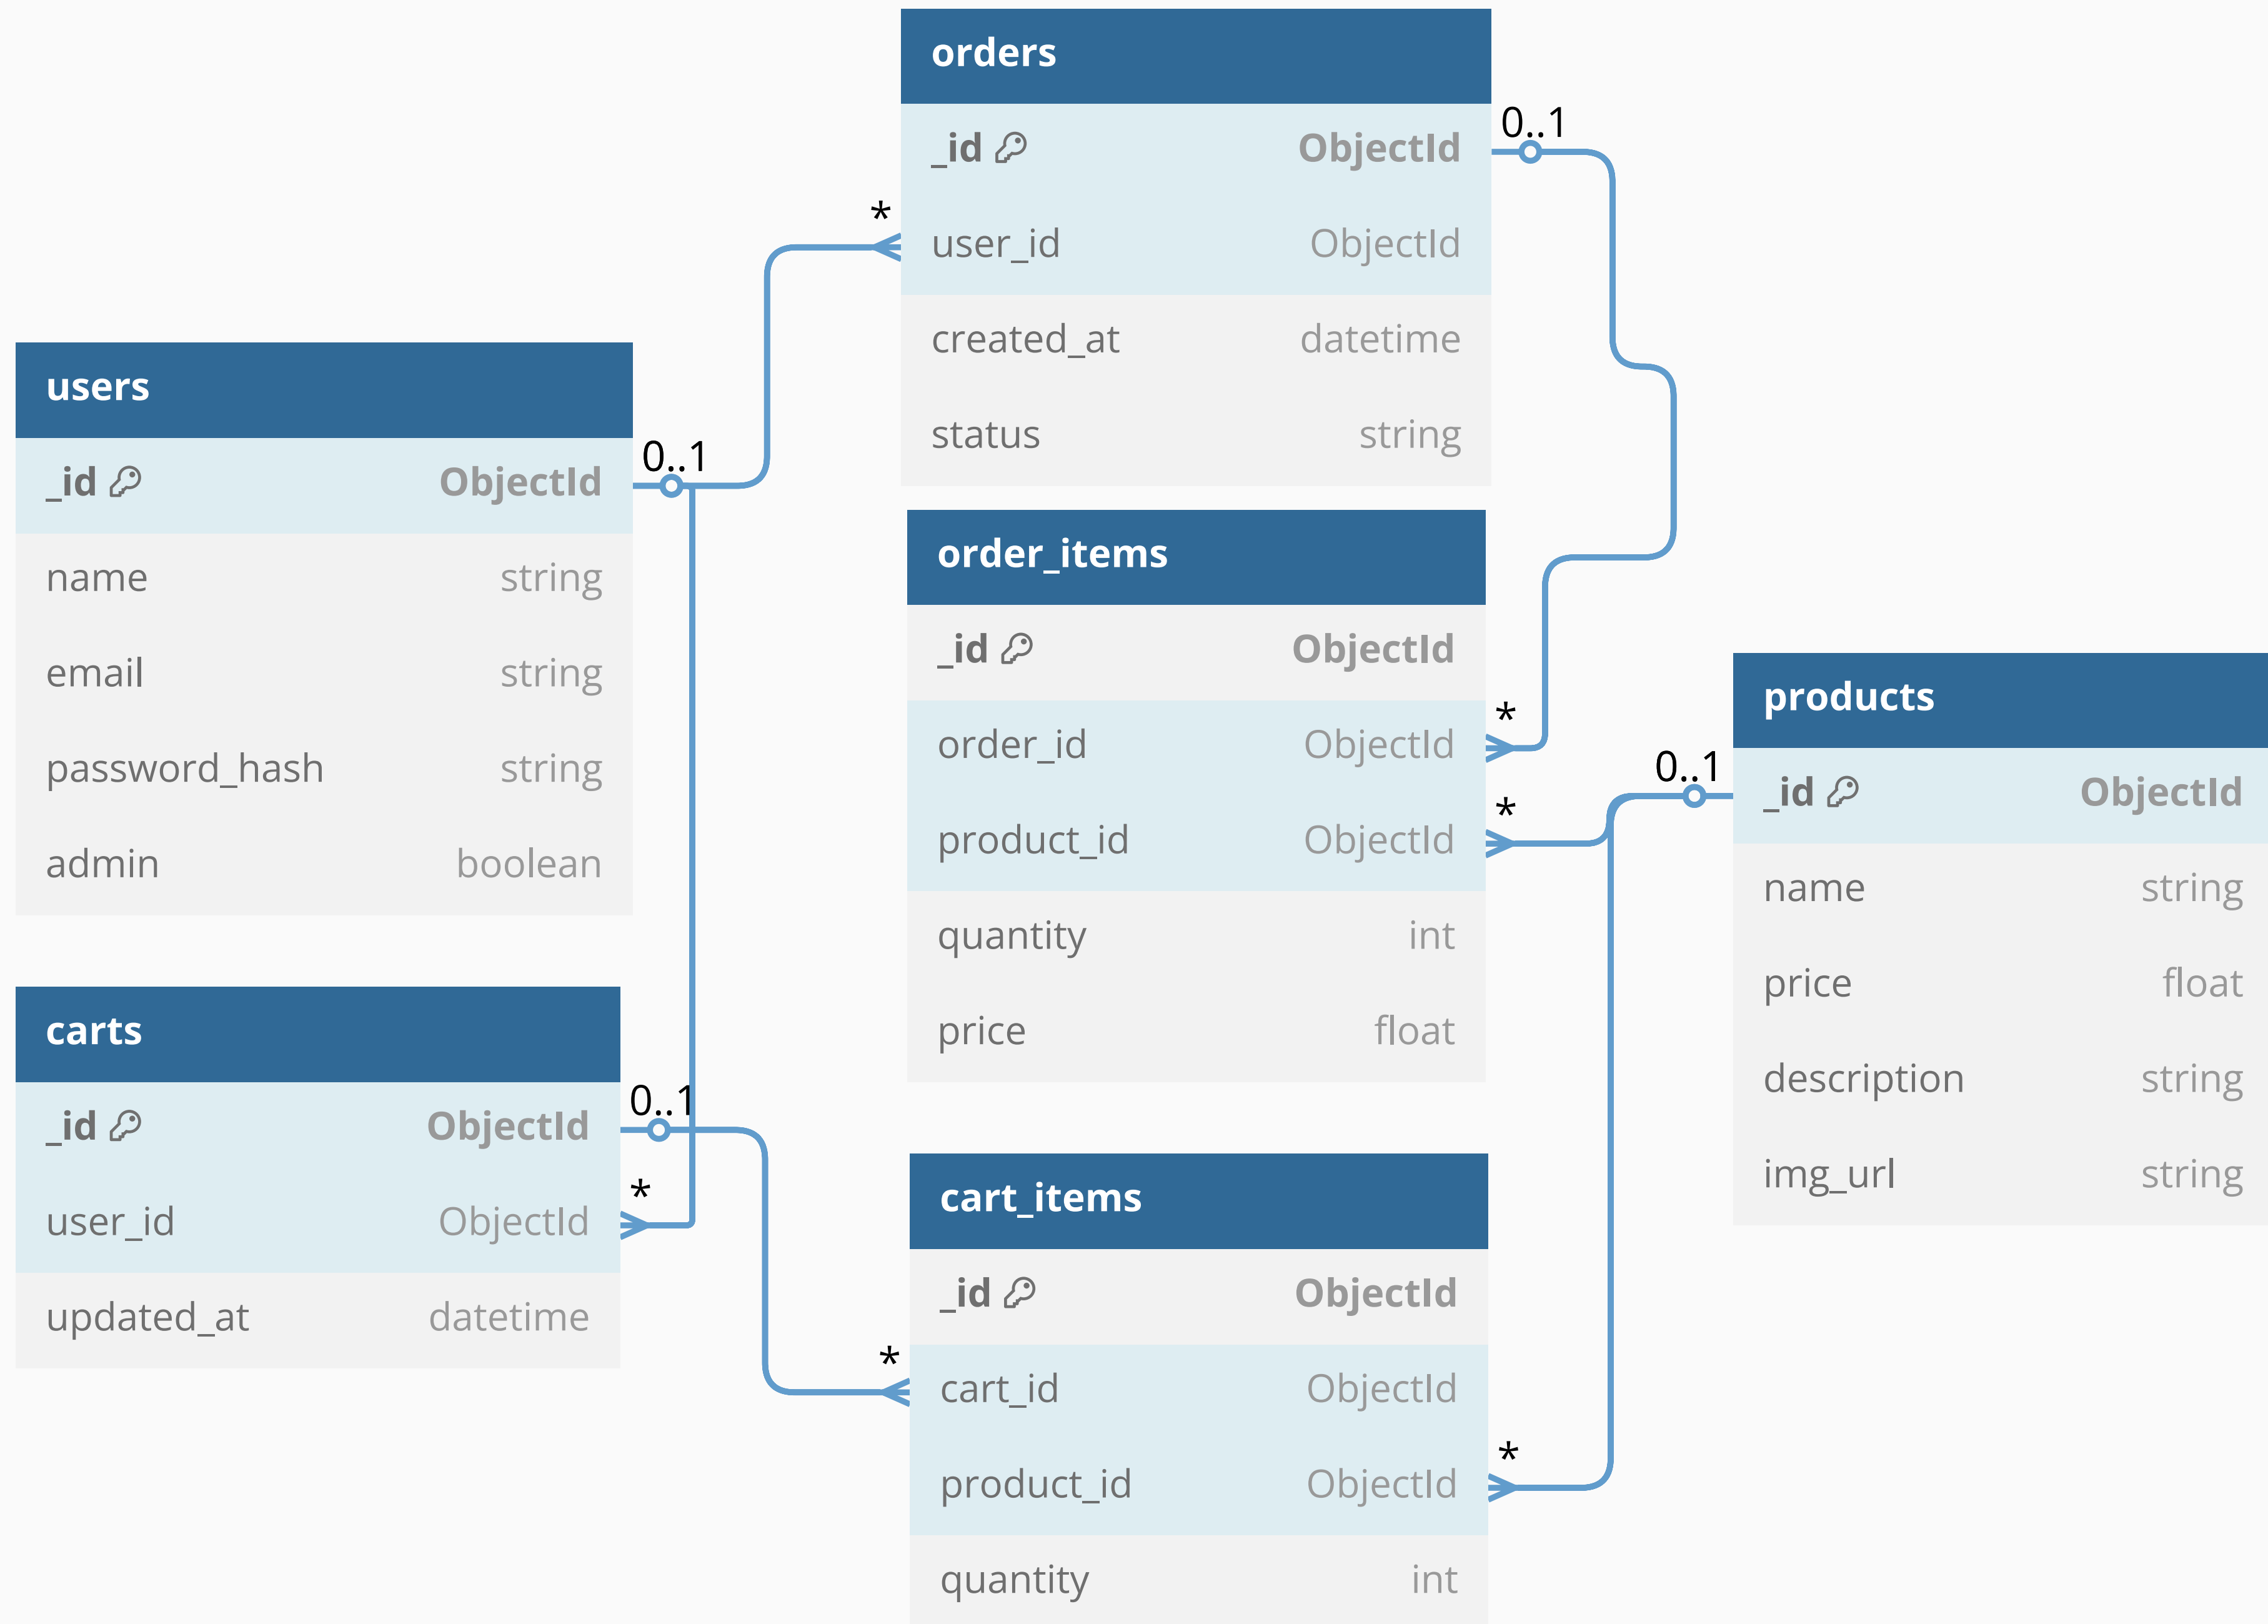 orders
_id ObjectId
user_id ObjectId
created_at datetime
status string
0..1
*
users
_id ObjectId
name string
email string
password_hash string
admin boolean
0..1
order_items
_id ObjectId
order_id ObjectId
product_id ObjectId
quantity int
price float
*
*
products
_id ObjectId
name string
price float
description string
img_url string
0..1
carts
_id ObjectId
user_id ObjectId
updated_at datetime
0..1
*
cart_items
_id ObjectId
cart_id ObjectId
product_id ObjectId
quantity int
*
*